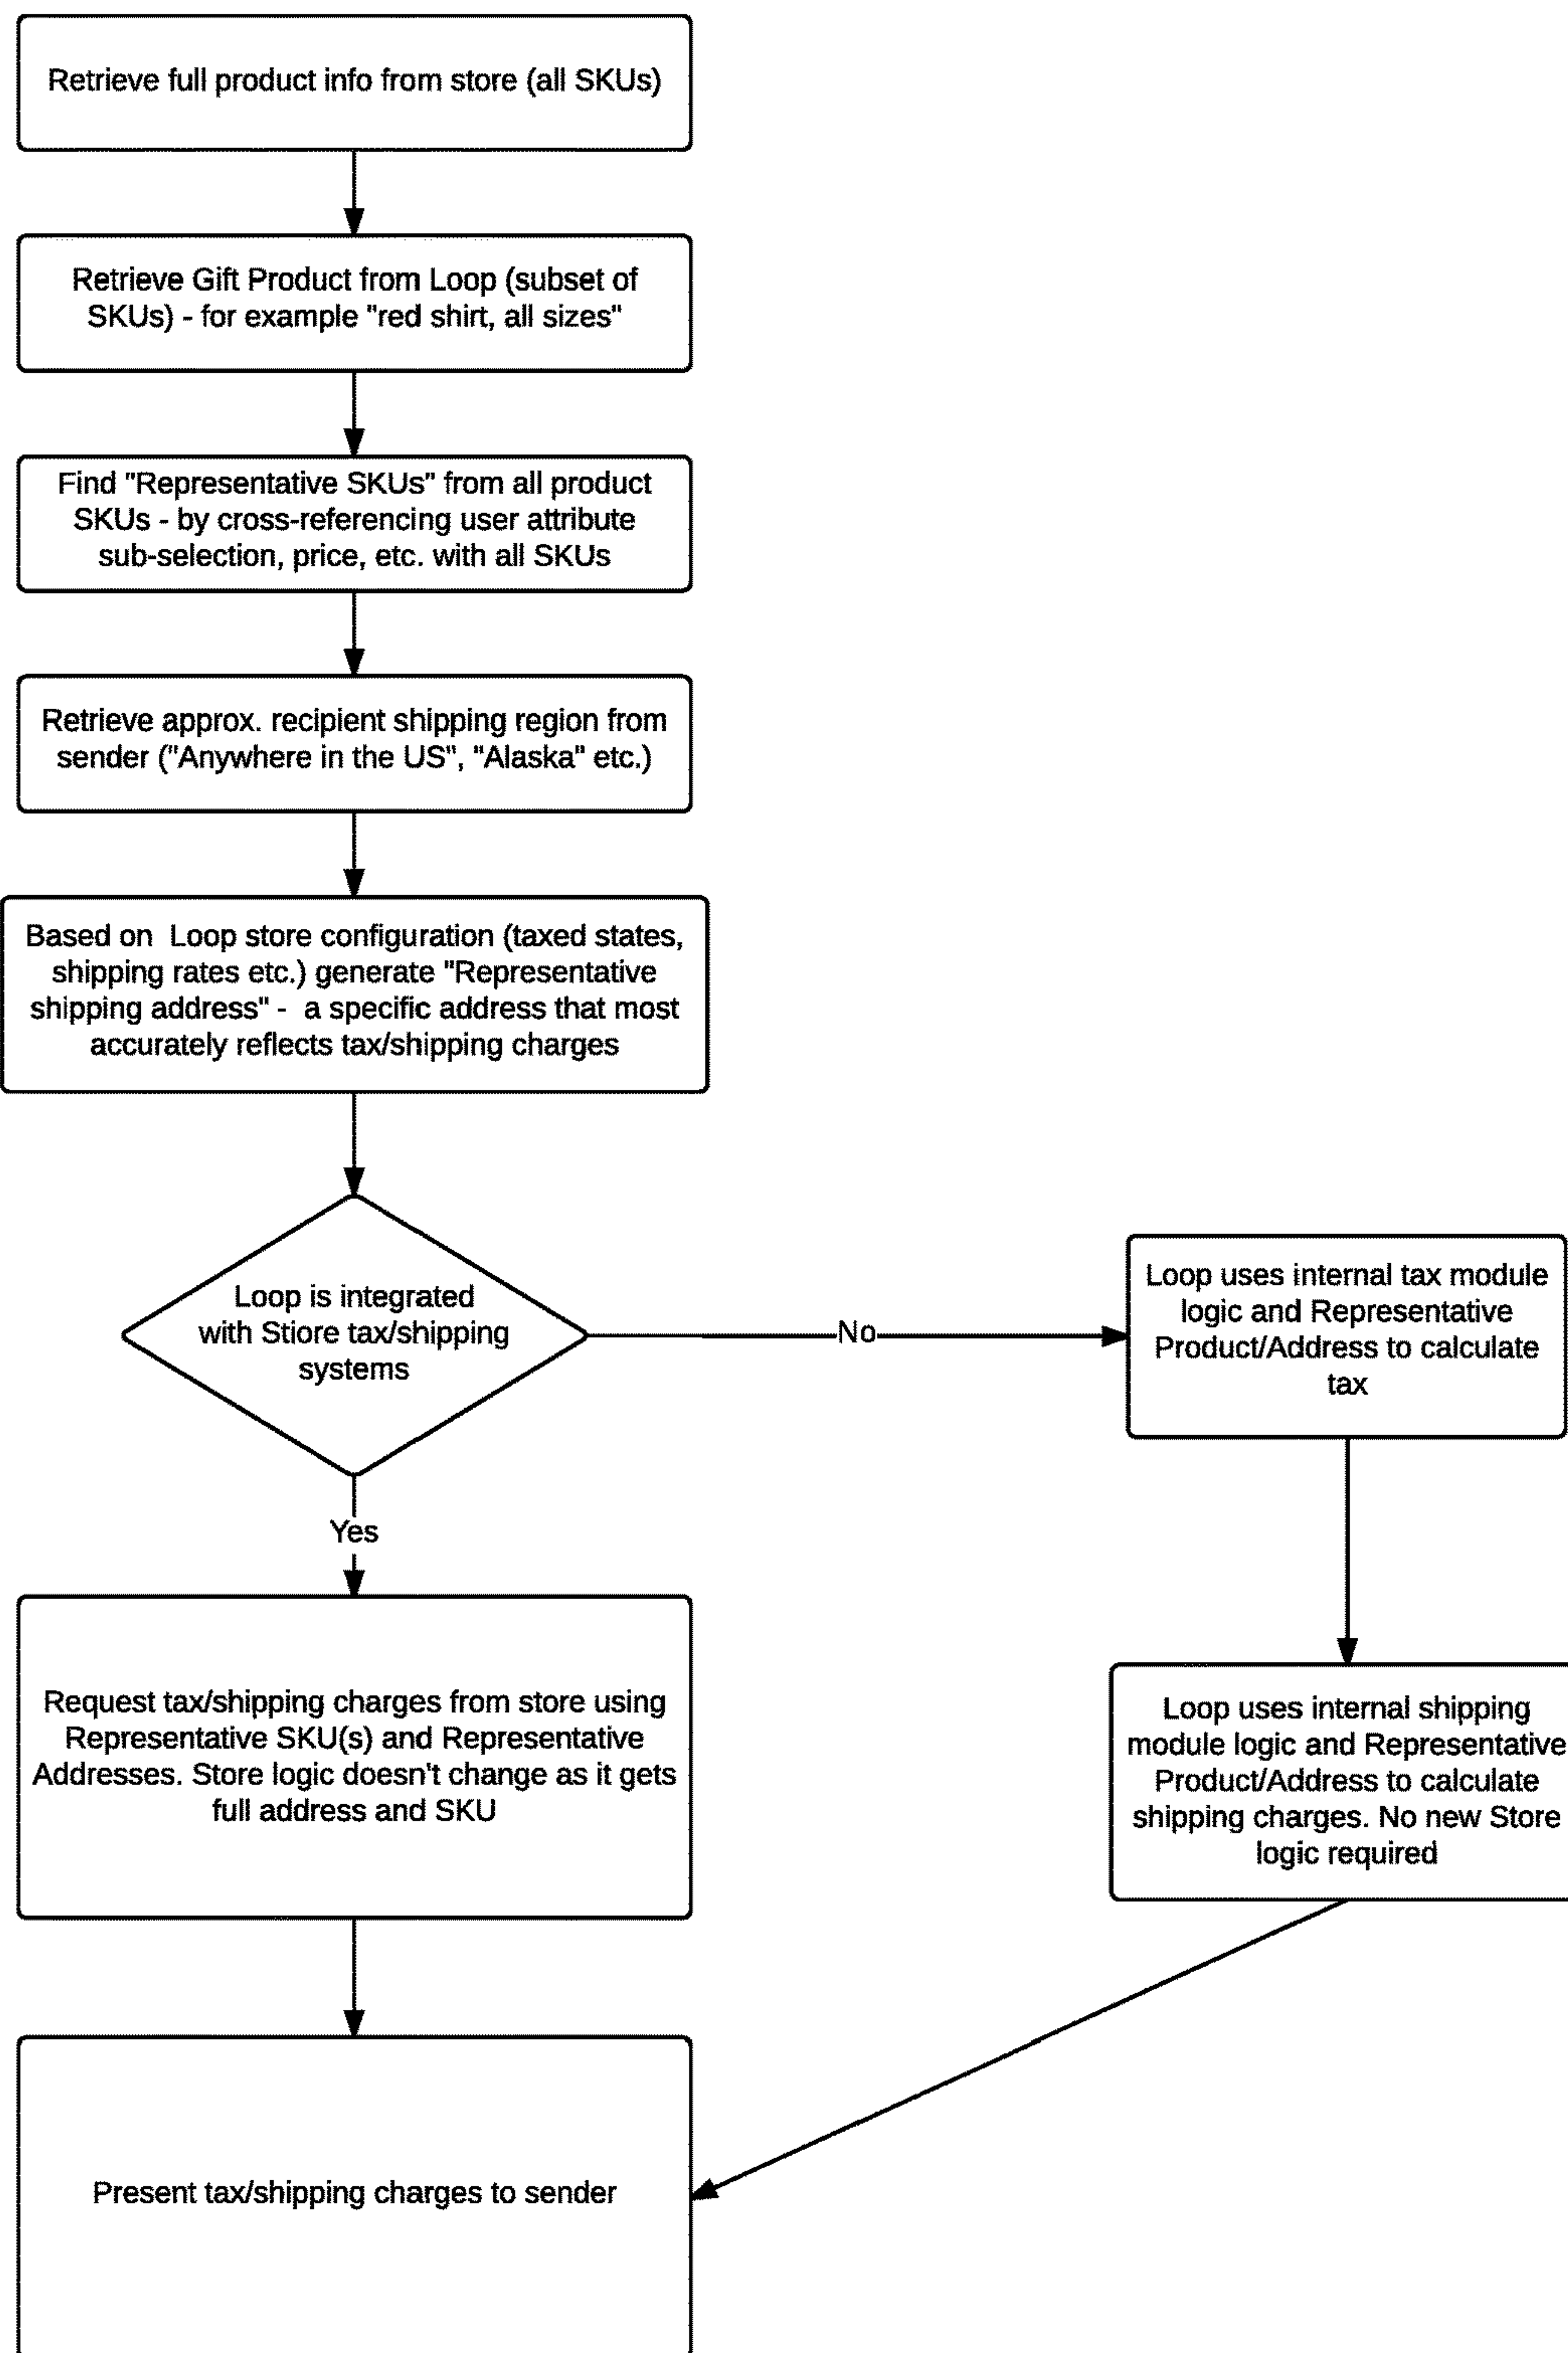 Retrieve full product info from store (all SKUs)
Retrieve Gift Product from Loop (subset of
SKUs) - for example "red shirt, all sizes"
Find "Representative SKUs" from all product
SKUs - by cross-referencing user attribute
sub-selection, price, etc. with all SKUs
Retrieve approx. recipient shipping region from
sender ("Anywhere in the US", "Alaska" etc.)
Based on  Loop store configuration (taxed states,
shipping rates etc.) generate "Representative
shipping address" -  a specific address that most
accurately reflects tax/shipping charges
Loop is integrated
with Stiore tax/shipping
systems
No
Loop uses internal tax module
logic and Representative
Product/Address to calculate
tax
Yes
Request tax/shipping charges from store using
Representative SKU(s) and Representative
Addresses. Store logic doesn't change as it gets
full address and SKU
Loop uses internal shipping
module logic and Representative
Product/Address to calculate
shipping charges. No new Store
logic required
Present tax/shipping charges to sender